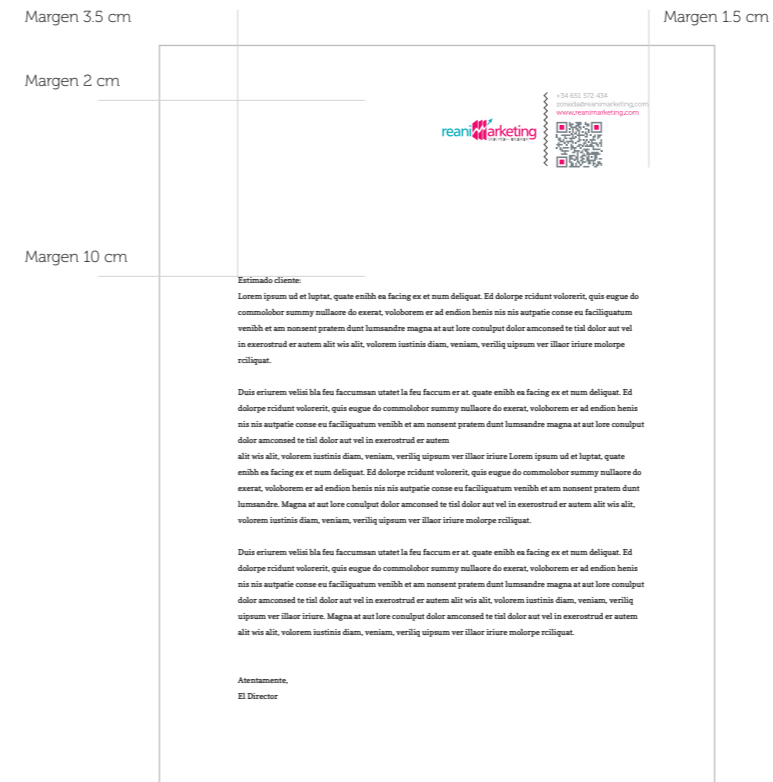 Margen 3.5 cm
Margen 1.5 cm
Margen 2 cm
+34 651 572 434
zoraida@reanimarketing.com
www.reanimarketing.com
reaniMarketing
Margen 10 cm
Estimado cliente:
Lorem ipsum ud et luptat, quate enibh ea facing ex et num deliquat. Ed dolorpe rcidunt volorerit, quis eugue do
commolobor summy nullaore do exerat, voloborem er ad endion henis nis nis autpatie conse eu faciliquatum
venibh et am nonsent pratem dunt lumsandre magna at aut lore conulput dolor amconsed te tisl dolor aut vel
in exerostrud er autem alit wis alit, volorem iustinis diam, veniam, veriliq uipsum ver illaor iriure molorpe
rciliquat.
Duis eriurem velisi bla feu faccumsan utatet la feu faccum er at. quate enibh ea facing ex et num deliquat. Ed
dolorpe rcidunt volorerit, quis eugue do commolobor summy nullaore do exerat, voloborem er ad endion henis
nis nis autpatie conse eu faciliquatum venibh et am nonsent pratem dunt lumsandre magna at aut lore conulput
dolor amconsed te tisl dolor aut vel in exerostrud er autem
alit wis alit, volorem iustinis diam, veniam, veriliq uipsum ver illaor iriure Lorem ipsum ud et luptat, quate
enibh ea facing ex et num deliquat. Ed dolorpe rcidunt volorerit, quis eugue do commolobor summy nullaore do
exerat, voloborem er ad endion henis nis nis autpatie conse eu faciliquatum venibh et am nonsent pratem dunt
lumsandre. Magna at aut lore conulput dolor amconsed te tisl dolor aut vel in exerostrud er autem alit wis alit,
volorem iustinis diam, veniam, veriliq uipsum ver illaor iriure molorpe rciliquat.
Duis eriurem velisi bla feu faccumsan utatet la feu faccum er at. quate enibh ea facing ex et num deliquat. Ed
dolorpe rcidunt volorerit, quis eugue do commolobor summy nullaore do exerat, voloborem er ad endion henis
nis nis autpatie conse eu faciliquatum venibh et am nonsent pratem dunt lumsandre magna at aut lore conulput
dolor amconsed te tisl dolor aut vel in exerostrud er autem alit wis alit, volorem iustinis diam, veniam, veriliq
uipsum ver illaor iriure. Magna at aut lore conulput dolor amconsed te tisl dolor aut vel in exerostrud er autem
alit wis alit, volorem iustinis diam, veniam, veriliq uipsum ver illaor iriure molorpe rciliquat.
Atentamente,
El Director